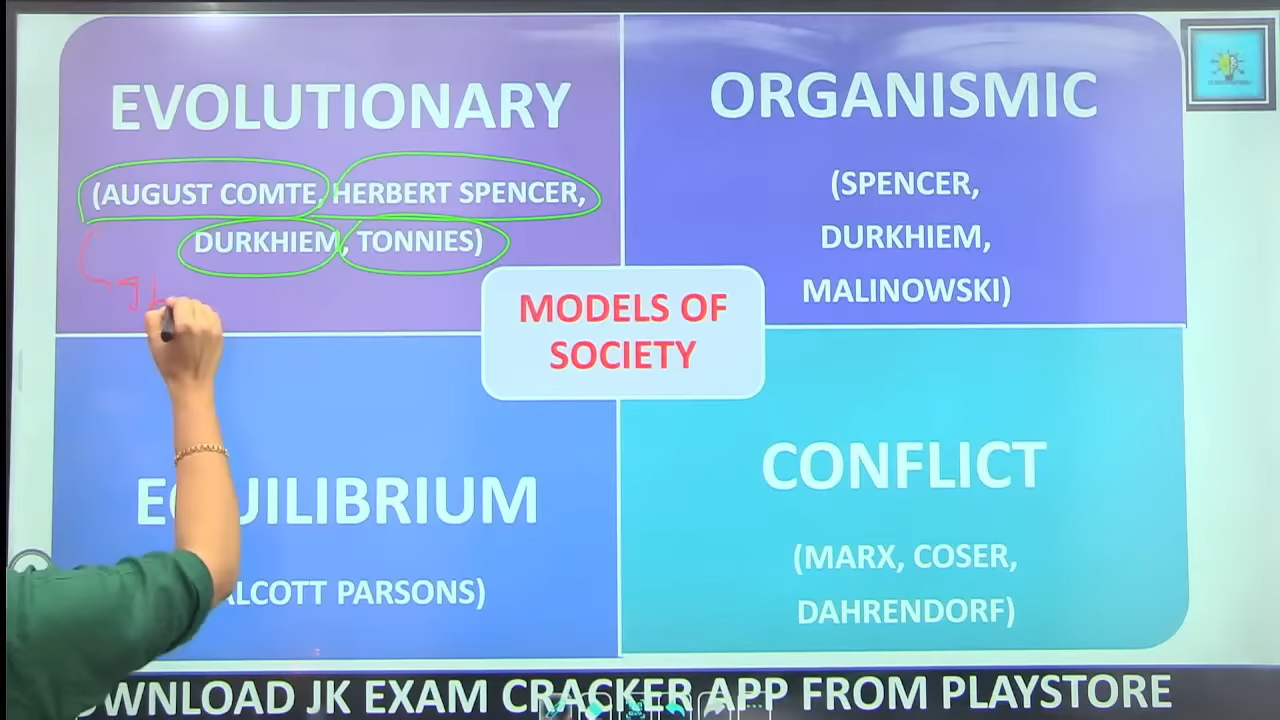 EVOLUTIONARY
(AUGUST COMTE, HERBERT SPENCER,
DURKHIEM, TONNIES)
ORGANISMIC
(SPENCER,
DURKHIEM,
MALINOWSKI)
MODELS OF
SOCIETY
UILIBRIUM
ALCOTT PARSONS)
CONFLICT
(MARX, COSER,
DAHRENDORF)
WNLOAD JK EXAM CRACKER APP FROM PLAYSTORE